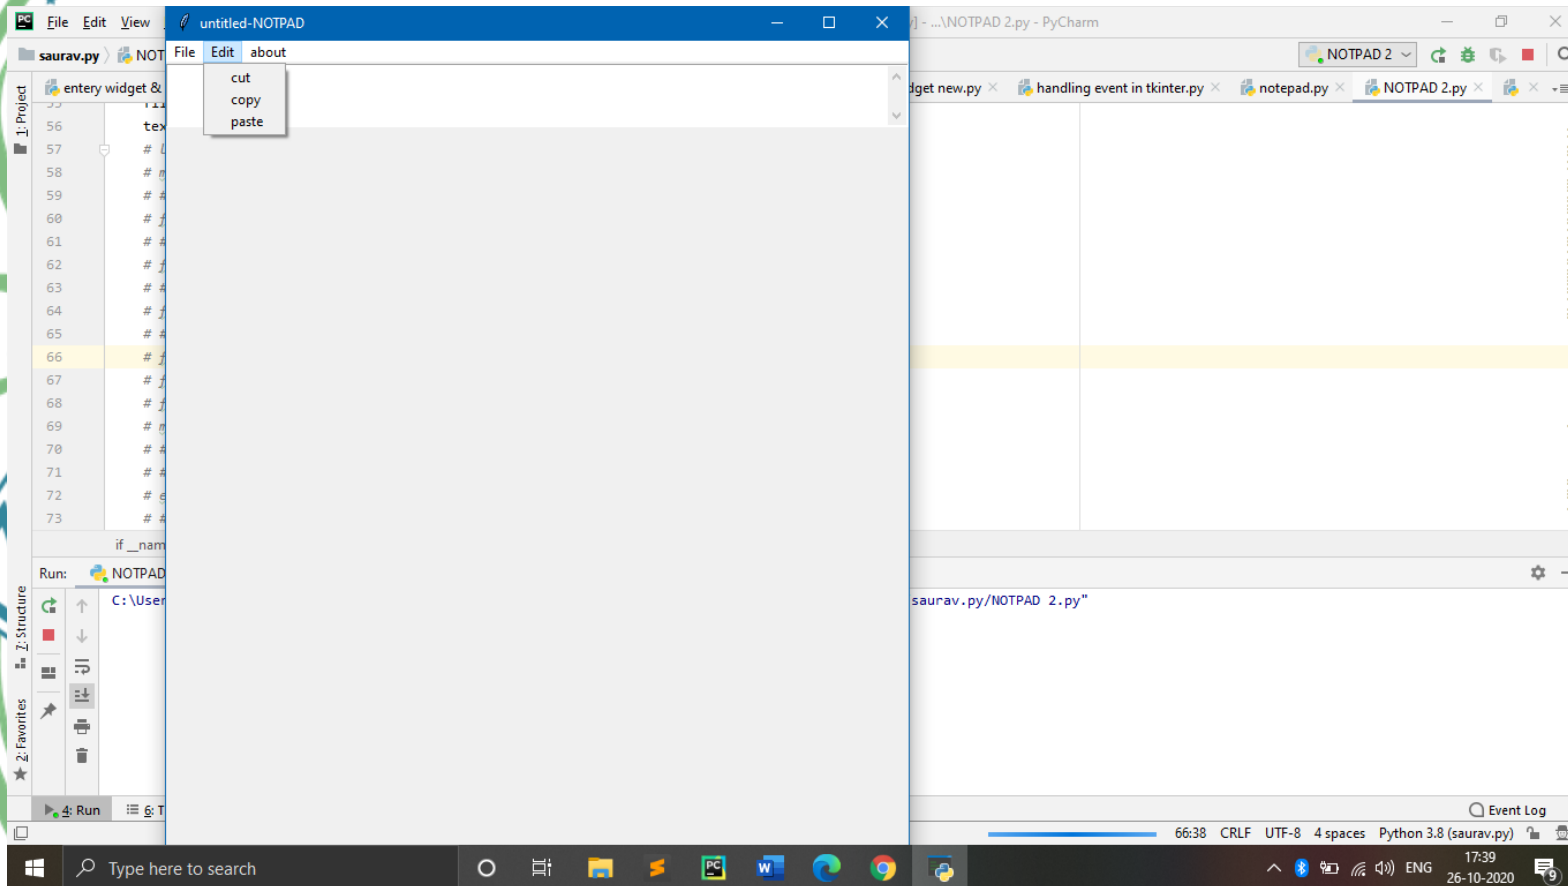 File Edit View
untitled-NOTPAD
- ...\NOTPAD 2.py - PyCharm
saurav.py
File Edit about
NOTPAD 2
entery widget &
cut
copy
paste
dget new.py
handling event in tkinter.py
notepad.py
NOTPAD 2.py
1: Project
56 tex
57 #
58 # m
59 # #
60 # f
61 # #
62 # f
63 # #
64 # f
65 # #
66 # f
67 # f
68 # f
69 # m
70 # #
71 # #
72 # e
73 # #
if __nam
Run: NOTPAD
C:\User
saurav.py/NOTPAD 2.py"
7: Structure
2: Favorites
4: Run
6: T
Event Log
66:38 CRLF UTF-8 4 spaces Python 3.8 (saurav.py)
Type here to search
ENG
17:39
26-10-2020
9